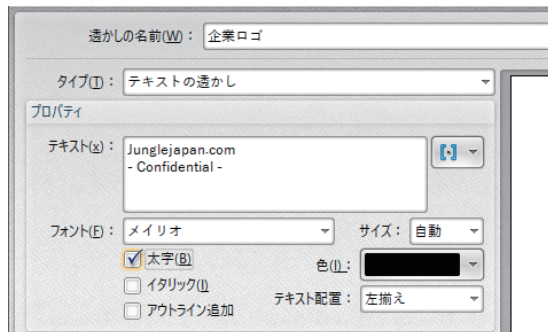 透かしの名前(W)： 企業ロゴ
タイプ(T)： テキストの透かし
プロパティ
テキスト(x)： Junglejapan.com
- Confidential -
フォント(F)： メイリオ サイズ： 自動
太字(B) 色(I)：
イタリック(I)
テキスト配置： 左揃え
アウトライン追加